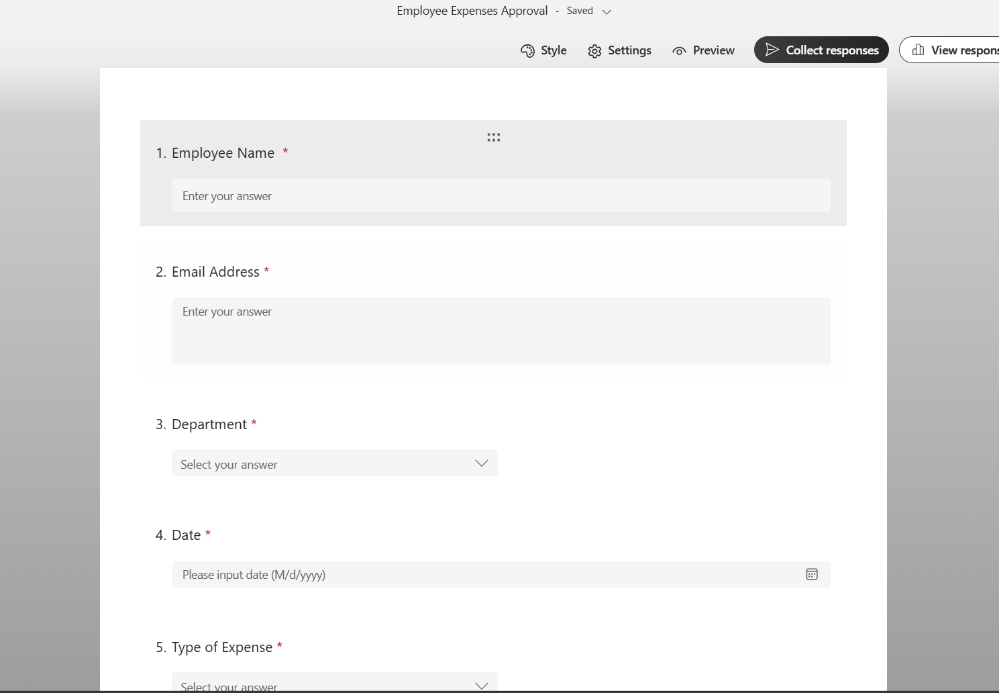 Employee Expenses Approval - Saved
Style Settings Preview Collect responses View respons
1. Employee Name *
Enter your answer
2. Email Address *
Enter your answer
3. Department *
Select your answer
4. Date *
Please input date (M/d/yyyy)
5. Type of Expense *
Select your answer